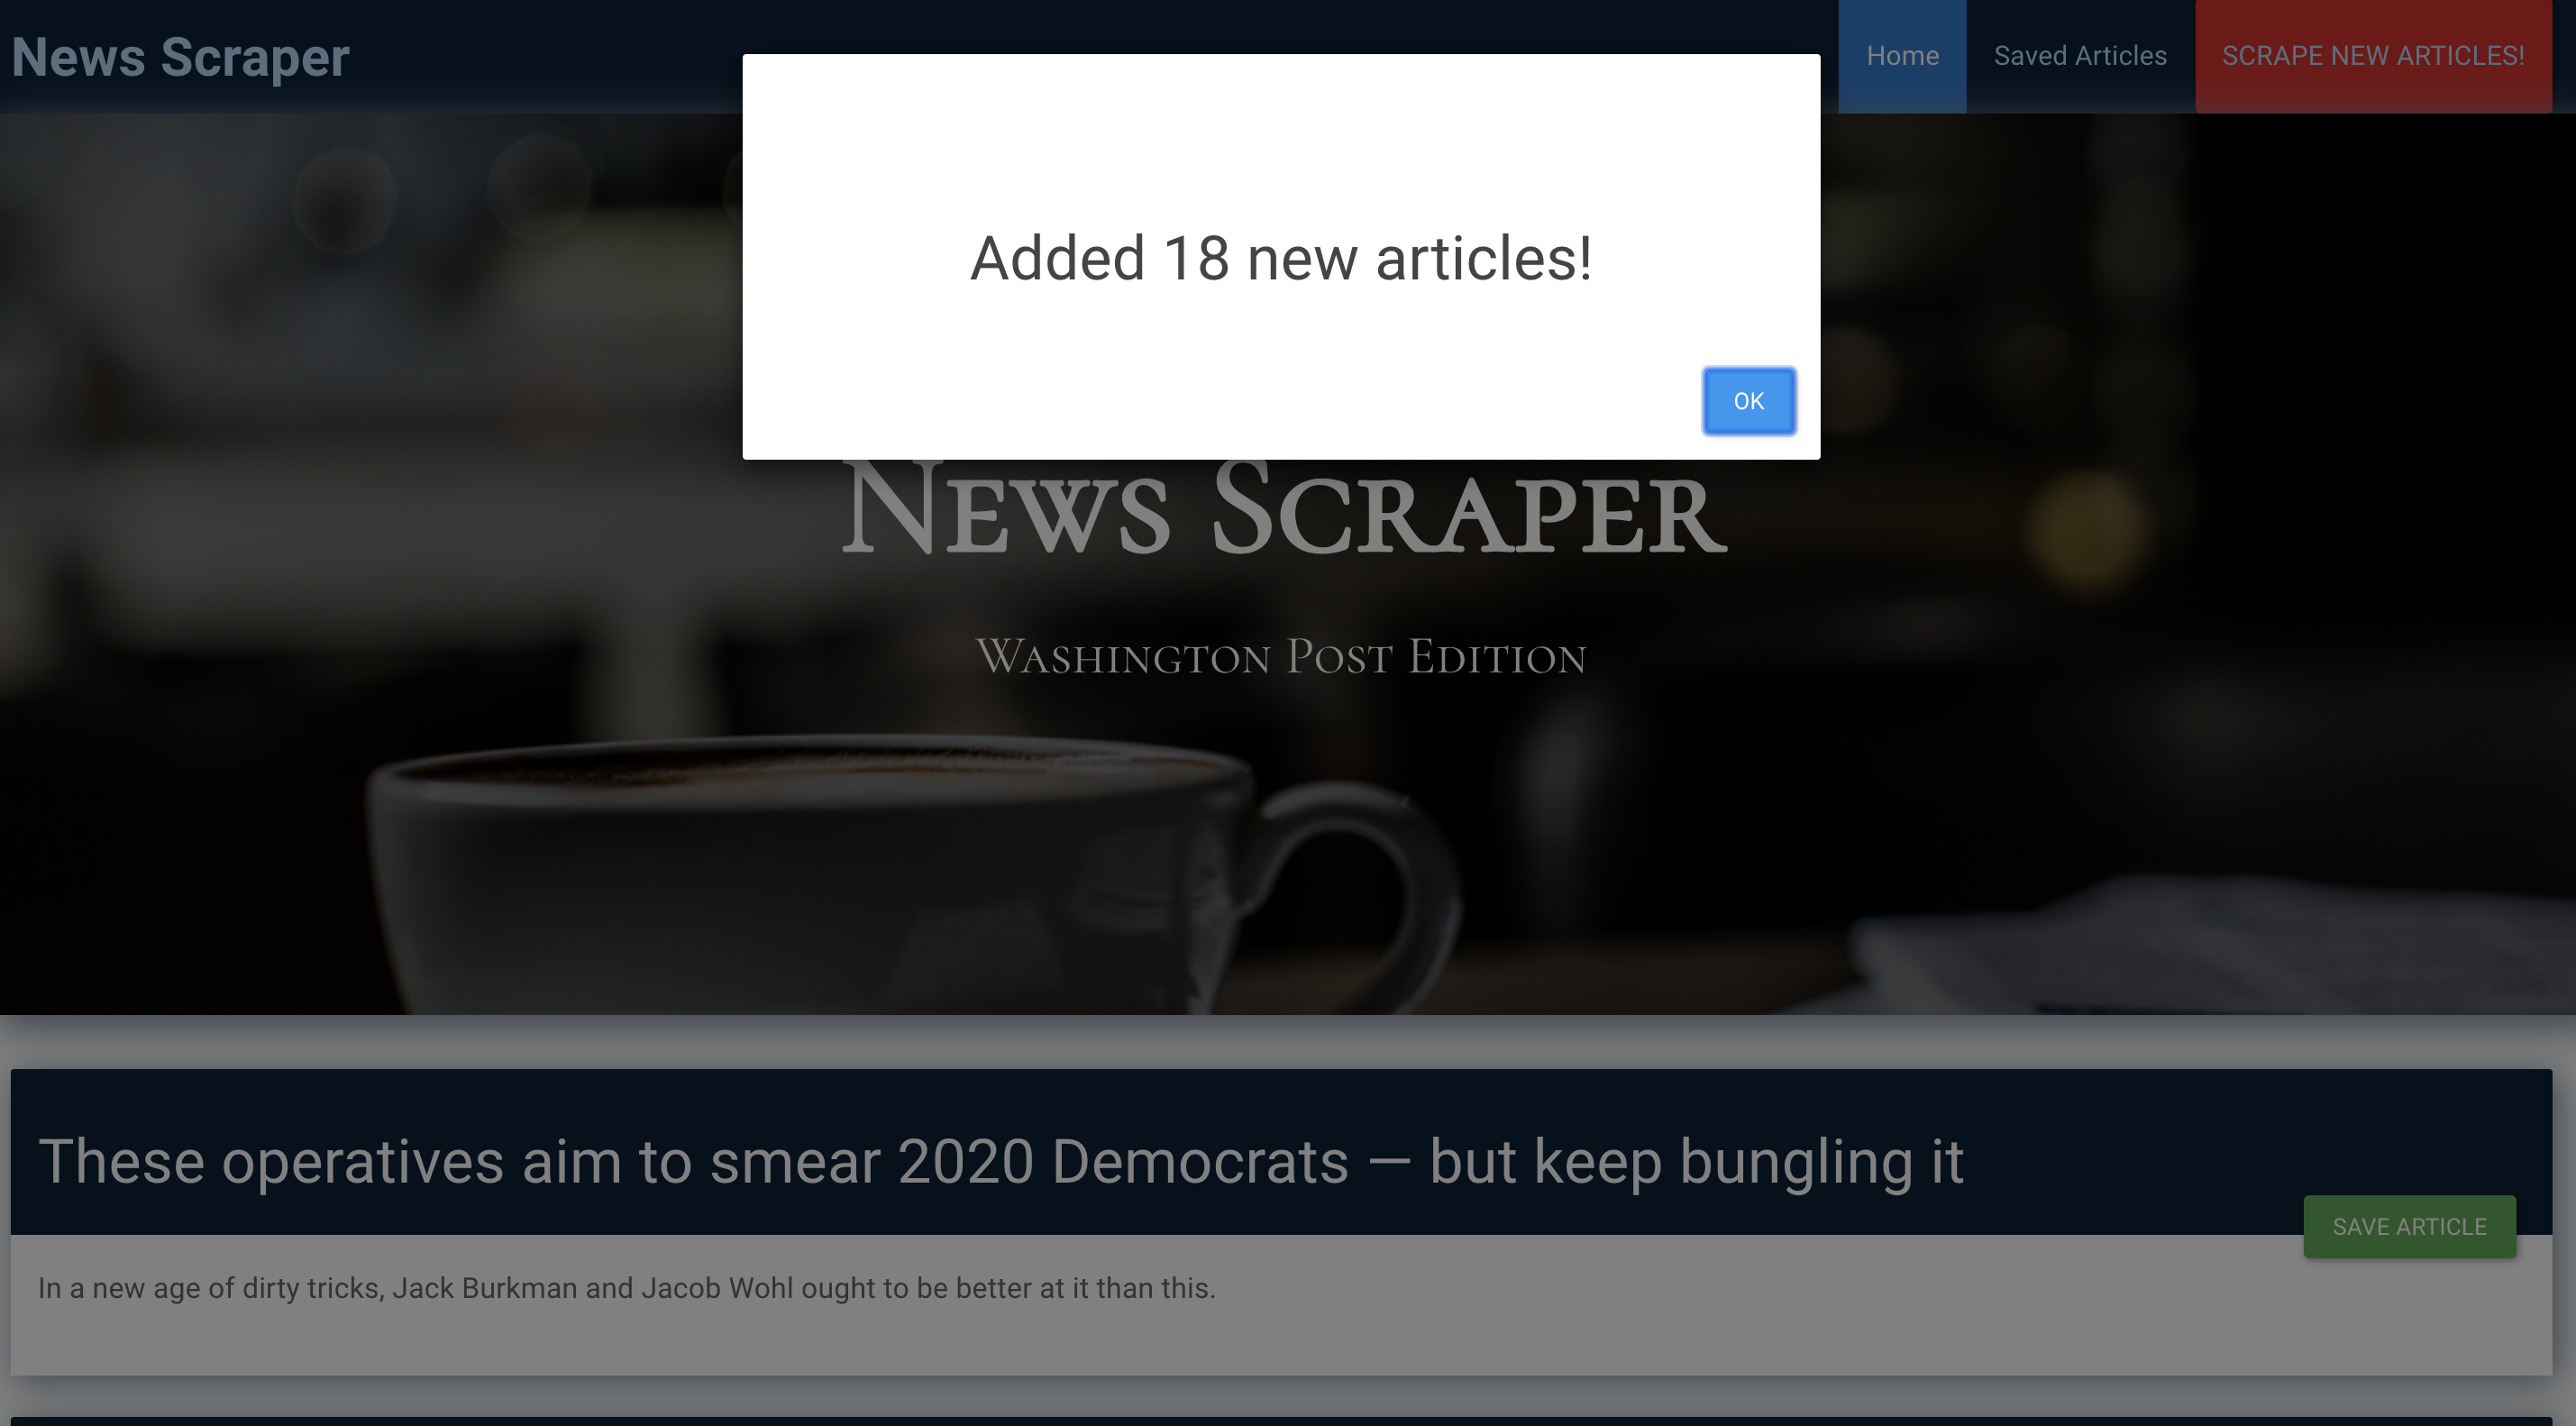 News Scraper
Home
Saved Articles
SCRAPE NEW ARTICLES!
Added 18 new articles!
OK
News Scraper
Washington Post Edition
These operatives aim to smear 2020 Democrats — but keep bungling it
SAVE ARTICLE
In a new age of dirty tricks, Jack Burkman and Jacob Wohl ought to be better at it than this.